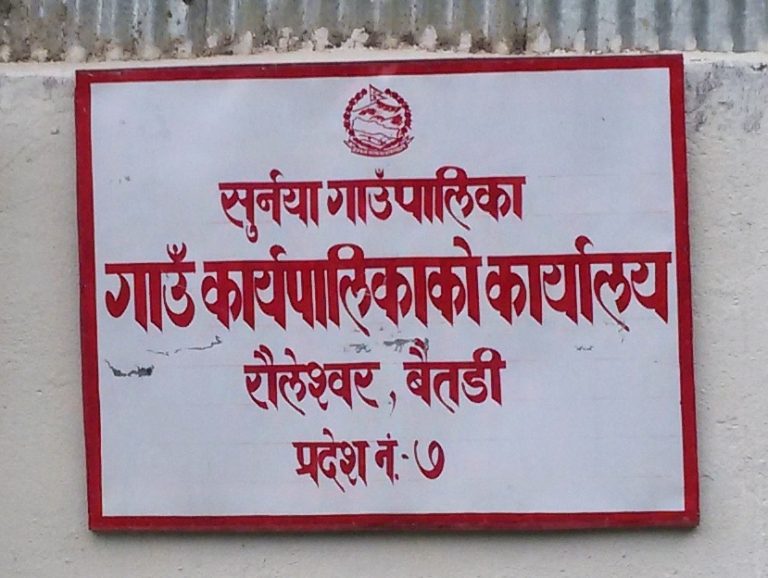 सुर्नया गाउँपालिका
गाउँ कार्यपालिकाको कार्यालय
रौलेश्वर, बैतडी
प्रदेश नं.- ७